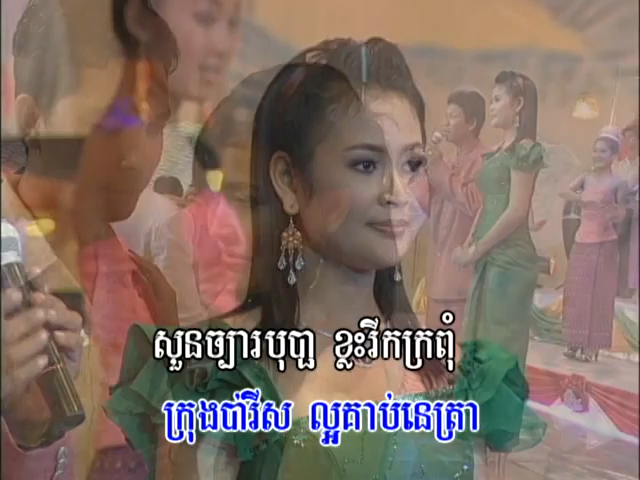 សួនច្បារបុប្ផា ខ្លះរីកក្រពុំ
ក្រុងប៉ារីស ល្អគាប់នេត្រា